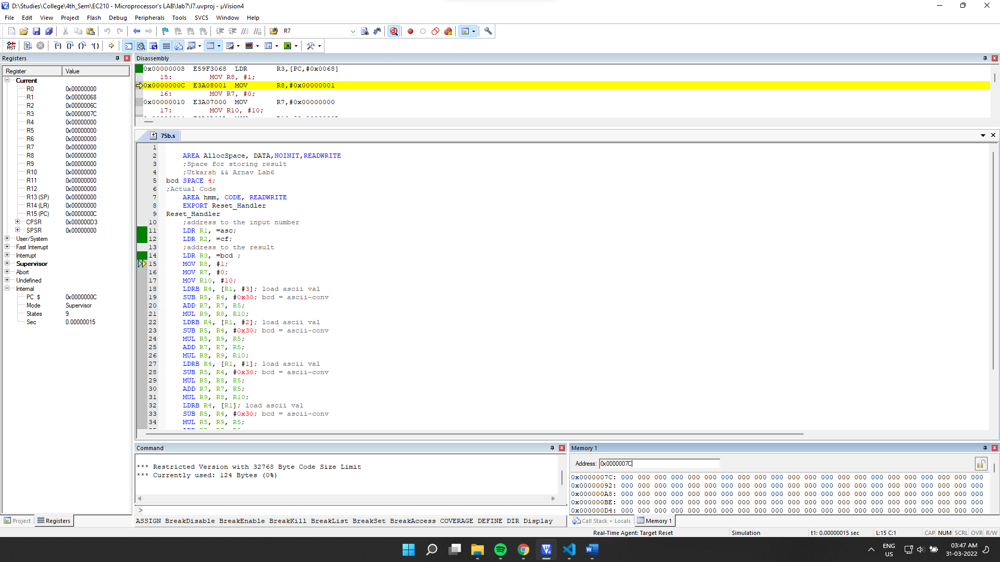 D:\Studies\College\4th_Sem\EC210 - Microprocessor's LAB\lab7\l7.uvproj - µVision4
File Edit View Project Flash Debug Peripherals Tools SVCS Window Help
R7
RST
Registers
Register Value
Current
R0 0x00000000
R1 0x00000068
R2 0x0000006C
R3 0x0000007C
R4 0x00000000
R5 0x00000000
R6 0x00000000
R7 0x00000000
R8 0x00000000
R9 0x00000000
R10 0x00000000
R11 0x00000000
R12 0x00000000
R13 (SP) 0x00000000
R14 (LR) 0x00000000
R15 (PC) 0x0000000C
CPSR 0x000000D3
SPSR 0x00000000
User/System
Fast Interrupt
Interrupt
Supervisor
Abort
Undefined
Internal
PC $ 0x0000000C
Mode Supervisor
States 9
Sec 0.00000015
Project Registers
Disassembly
0x00000008 E59F3068 LDR R3,[PC,#0x0068]
15: MOV R8, #1;
0x0000000C E3A08001 MOV R8,#0x00000001
16: MOV R7, #0;
0x00000010 E3A07000 MOV R7,#0x00000000
17: MOV R10, #10;
75b.s
1
2 AREA AllocSpace, DATA,NOINIT,READWRITE
3 ;Space for storing result
4 ;Utkarsh && Arnav Lab6
5 bcd SPACE 4;
6 ;Actual Code
7 AREA hmm, CODE, READWRITE
8 EXPORT Reset_Handler
9 Reset_Handler
10 ;address to the input number
11 LDR R1, =asc;
12 LDR R2, =cf;
13 ;address to the result
14 LDR R3, =bcd ;
15 MOV R8, #1;
16 MOV R7, #0;
17 MOV R10, #10;
18 LDRB R4, [R1, #3]; load ascii val
19 SUB R5, R4, #0x30; bcd = ascii-conv
20 ADD R7, R7, R5;
21 MUL R9, R8, R10;
22 LDRB R4, [R1, #2]; load ascii val
23 SUB R5, R4, #0x30; bcd = ascii-conv
24 MUL R5, R9, R5;
25 ADD R7, R7, R5;
26 MUL R8, R9, R10;
27 LDRB R4, [R1, #1]; load ascii val
28 SUB R5, R4, #0x30; bcd = ascii-conv
29 MUL R5, R8, R5;
30 ADD R7, R7, R5;
31 MUL R9, R8, R10;
32 LDRB R4, [R1]; load ascii val
33 SUB R5, R4, #0x30; bcd = ascii-conv
34 MUL R5, R9, R5;
Command
*** Restricted Version with 32768 Byte Code Size Limit
*** Currently used: 124 Bytes (0%)
>
ASSIGN BreakDisable BreakEnable BreakKill BreakList BreakSet BreakAccess COVERAGE DEFINE DIR Display
Memory 1
Address: 0x0000007C
0x0000007C: 000 000 000 000 000 000 000 000 000 000 000 000 000 000 000 000 000 000 000 000 000 000
0x00000092: 000 000 000 000 000 000 000 000 000 000 000 000 000 000 000 000 000 000 000 000 000 000
0x000000A8: 000 000 000 000 000 000 000 000 000 000 000 000 000 000 000 000 000 000 000 000 000 000
0x000000BE: 000 000 000 000 000 000 000 000 000 000 000 000 000 000 000 000 000 000 000 000 000 000
0x000000D4: 000 000 000 000 000 000 000 000 000 000 000 000 000 000 000 000 000 000 000 000 000 000
Call Stack + Locals Memory 1
Real-Time Agent: Target Reset Simulation t1: 0.00000015 sec L:15 C:1 CAP NUM SCRL OVR R/W
ENG
US
03:47 AM
31-03-2022